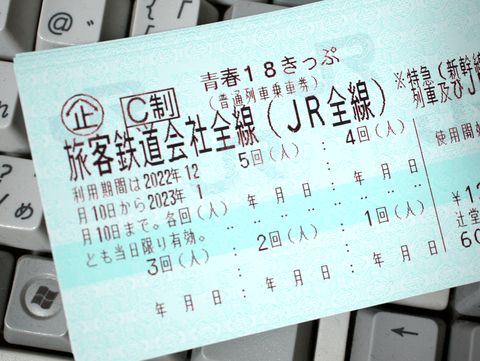 青春18きっぷ
(普通列車乗車券)
企 C制
旅客鉄道会社全線(JR全線)
※特急(新幹線
列車及びJ
利用期間は2022年12
月10日から2023年1
月10日まで。各回(人)
とも当日限り有効。
5回(人) : 4回(人)
年 月 日 : 年 月 日
3回(人) : 2回(人) : 1回(人)
年 月 日 : 年 月 日 : 年 月 日
使用開始
¥12
辻堂
60
め
?